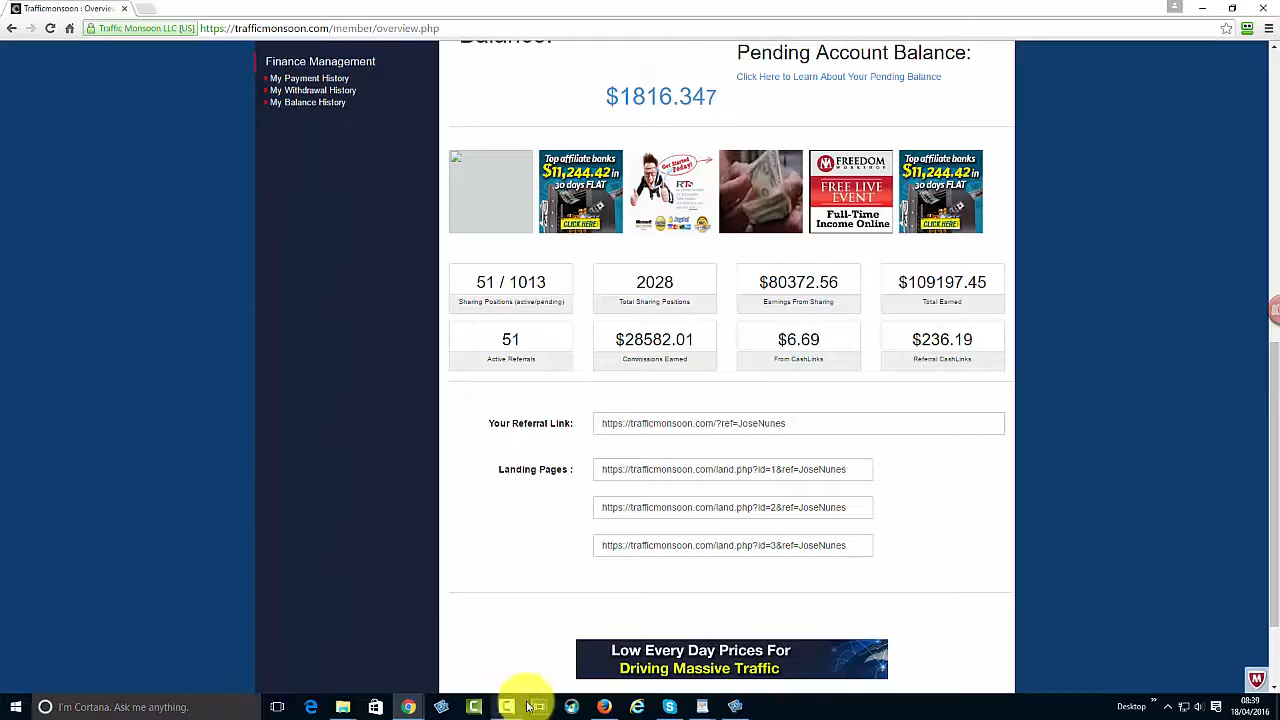 Trafficmonsoon : Overview
Traffic Monsoon LLC [US]
https://trafficmonsoon.com/member/overview.php
Finance Management
My Payment History
My Withdrawal History
My Balance History
Balance:
Pending Account Balance:
Click Here to Learn About Your Pending Balance
$1816.347
Top affiliate banks
$11,244.42 in
30 days FLAT
CLICK HERE
Get Started
Today!
FREEDOM
WORKSHOP
FREE LIVE
EVENT
Full-Time
Income Online
Top affiliate banks
$11,244.42 in
30 days FLAT
CLICK HERE
51 / 1013
Sharing Positions (active/pending)
2028
Total Sharing Positions
$80372.56
Earnings From Sharing
$109197.45
Total Earned
51
Active Referrals
$28582.01
Commissions Earned
$6.69
From CashLinks
$236.19
Referral CashLinks
Your Referral Link:
https://trafficmonsoon.com/?ref=JoseNunes
Landing Pages :
https://trafficmonsoon.com/land.php?id=1&ref=JoseNunes
https://trafficmonsoon.com/land.php?id=2&ref=JoseNunes
https://trafficmonsoon.com/land.php?id=3&ref=JoseNunes
Low Every Day Prices For
Driving Massive Traffic
I'm Cortana. Ask me anything.
Desktop
08:39
18/04/2016